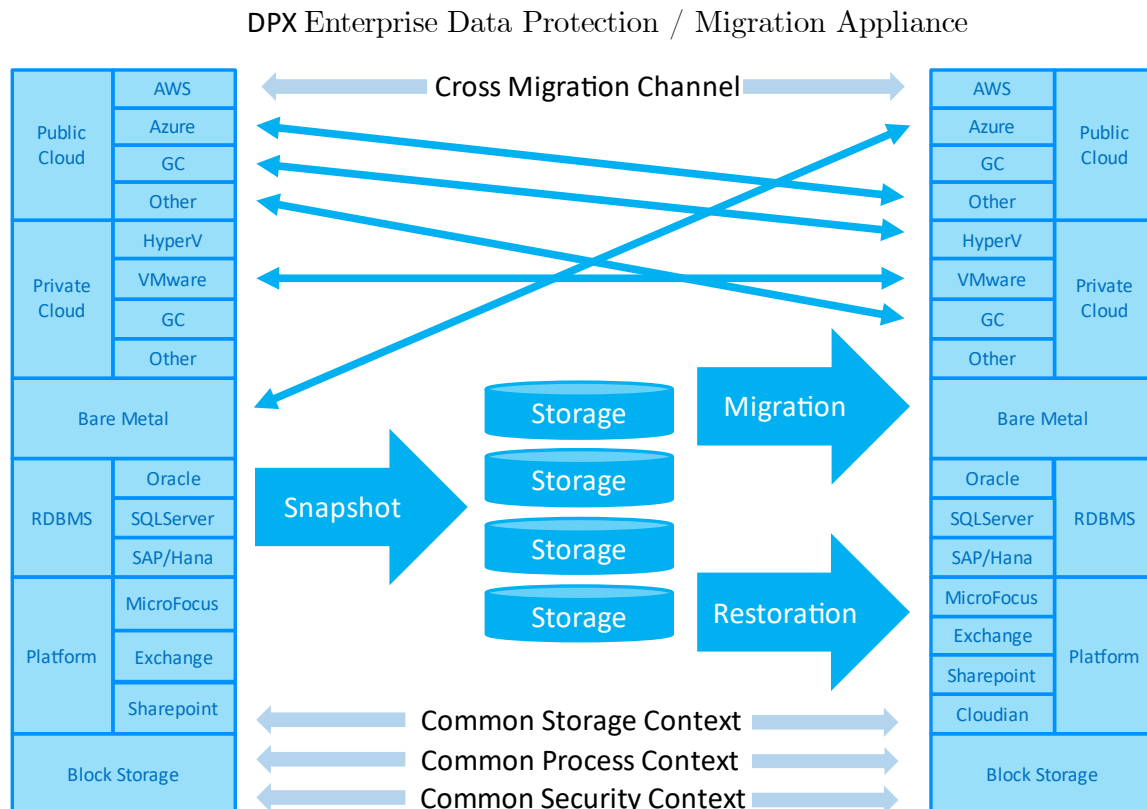 DPX Enterprise Data Protection / Migration Appliance
Cross Migration Channel
Public
Cloud
AWS
Azure
GC
Other
Private
Cloud
HyperV
VMware
GC
Other
Bare Metal
RDBMS
Oracle
SQLServer
SAP/Hana
Platform
MicroFocus
Exchange
Sharepoint
Block Storage
Snapshot
Storage
Storage
Storage
Storage
Migration
Restoration
Common Storage Context
Common Process Context
Common Security Context
AWS
Azure
GC
Other
Public
Cloud
HyperV
VMware
GC
Other
Private
Cloud
Bare Metal
Oracle
SQLServer
SAP/Hana
RDBMS
MicroFocus
Exchange
Sharepoint
Cloudian
Platform
Block Storage